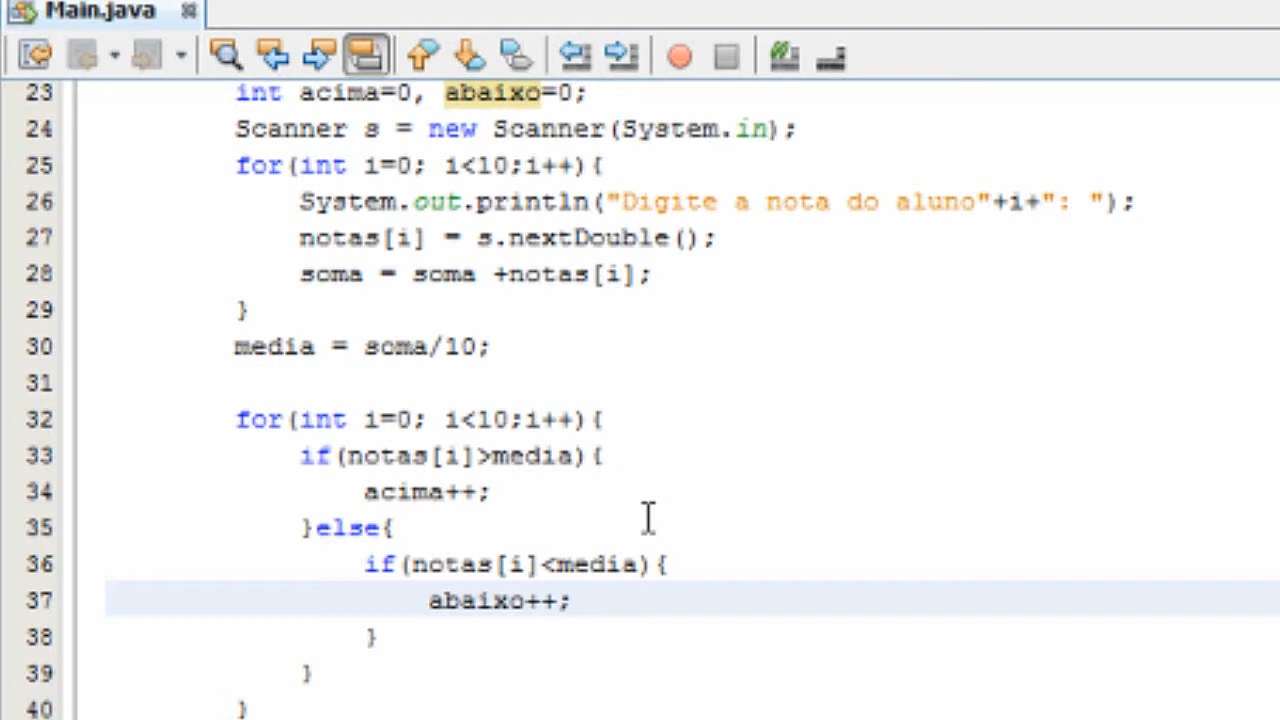 Main.java
23 int acima=0, abaixo=0;
24 Scanner s = new Scanner(System.in);
25 for(int i=0; i<10;i++){
26 System.out.println("Digite a nota do aluno"+i+": ");
27 notas[i] = s.nextDouble();
28 soma = soma +notas[i];
29 }
30 media = soma/10;
31
32 for(int i=0; i<10;i++){
33 if(notas[i]>media){
34 acima++;
35 }else{
36 if(notas[i]<media){
37 abaixo++;
38 }
39 }
40 }